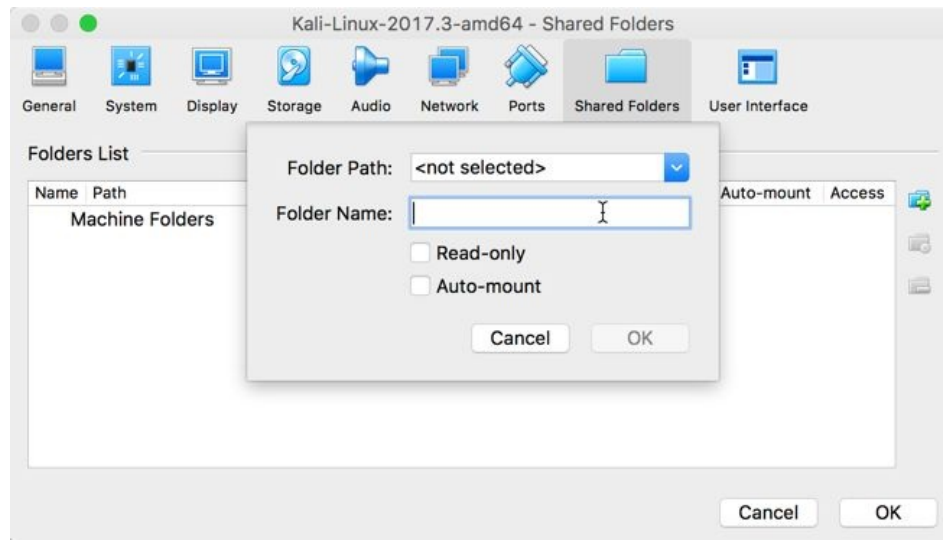 Kali-Linux-2017.3-amd64 - Shared Folders
General System Display Storage Audio Network Ports Shared Folders User Interface
Folders List
Name Path Auto-mount Access
Machine Folders
Folder Path: <not selected>
Folder Name:
Read-only
Auto-mount
Cancel OK
Cancel OK